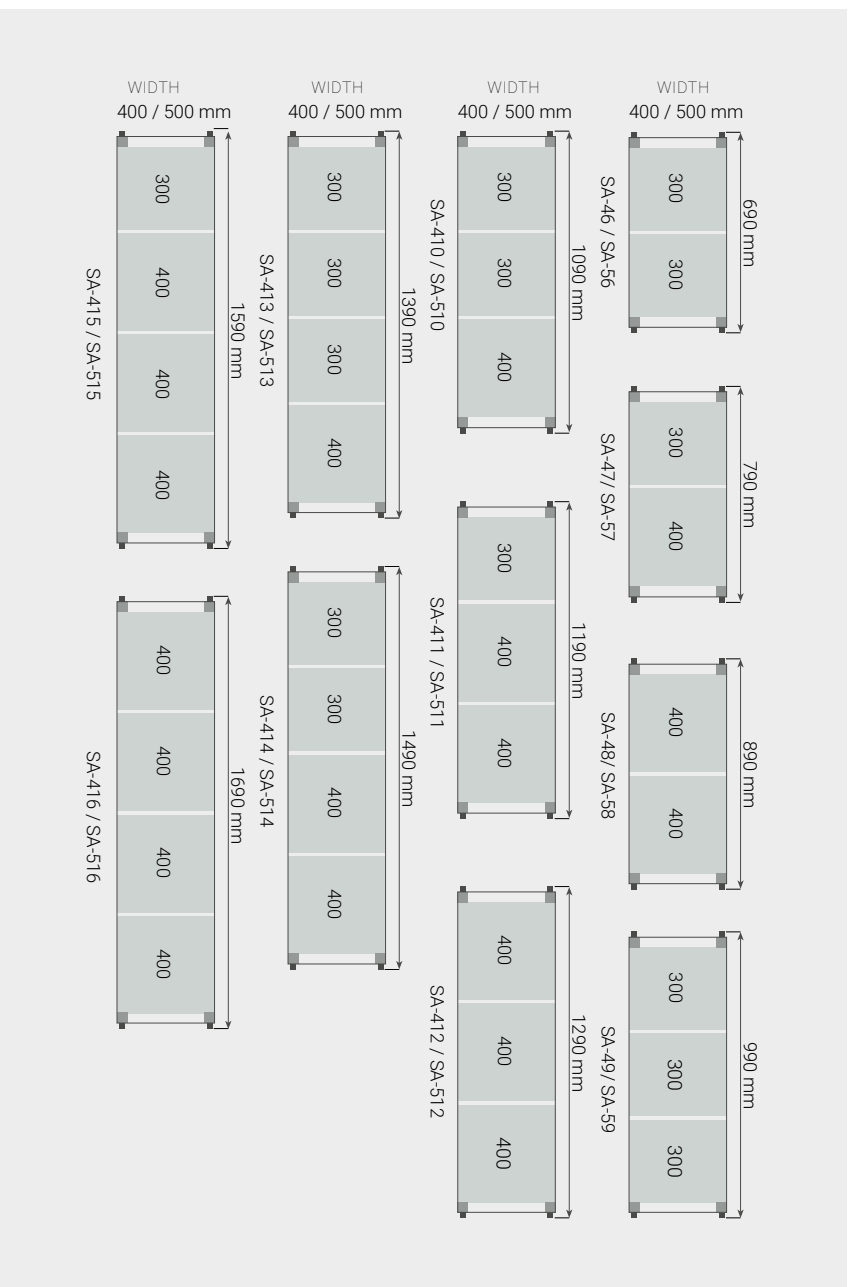 WIDTH
400 / 500 mm
SA-415 / SA-515
300
400
400
400
1590 mm
SA-416 / SA-516
400
400
400
400
1690 mm
WIDTH
400 / 500 mm
SA-413 / SA-513
300
300
300
400
1390 mm
SA-414 / SA-514
300
300
400
400
1490 mm
WIDTH
400 / 500 mm
SA-410 / SA-510
300
300
400
1090 mm
SA-411 / SA-511
300
400
400
1190 mm
SA-412 / SA-512
400
400
400
1290 mm
WIDTH
400 / 500 mm
SA-46 / SA-56
300
300
690 mm
SA-47/ SA-57
300
400
790 mm
SA-48/ SA-58
400
400
890 mm
SA-49/ SA-59
300
300
300
990 mm